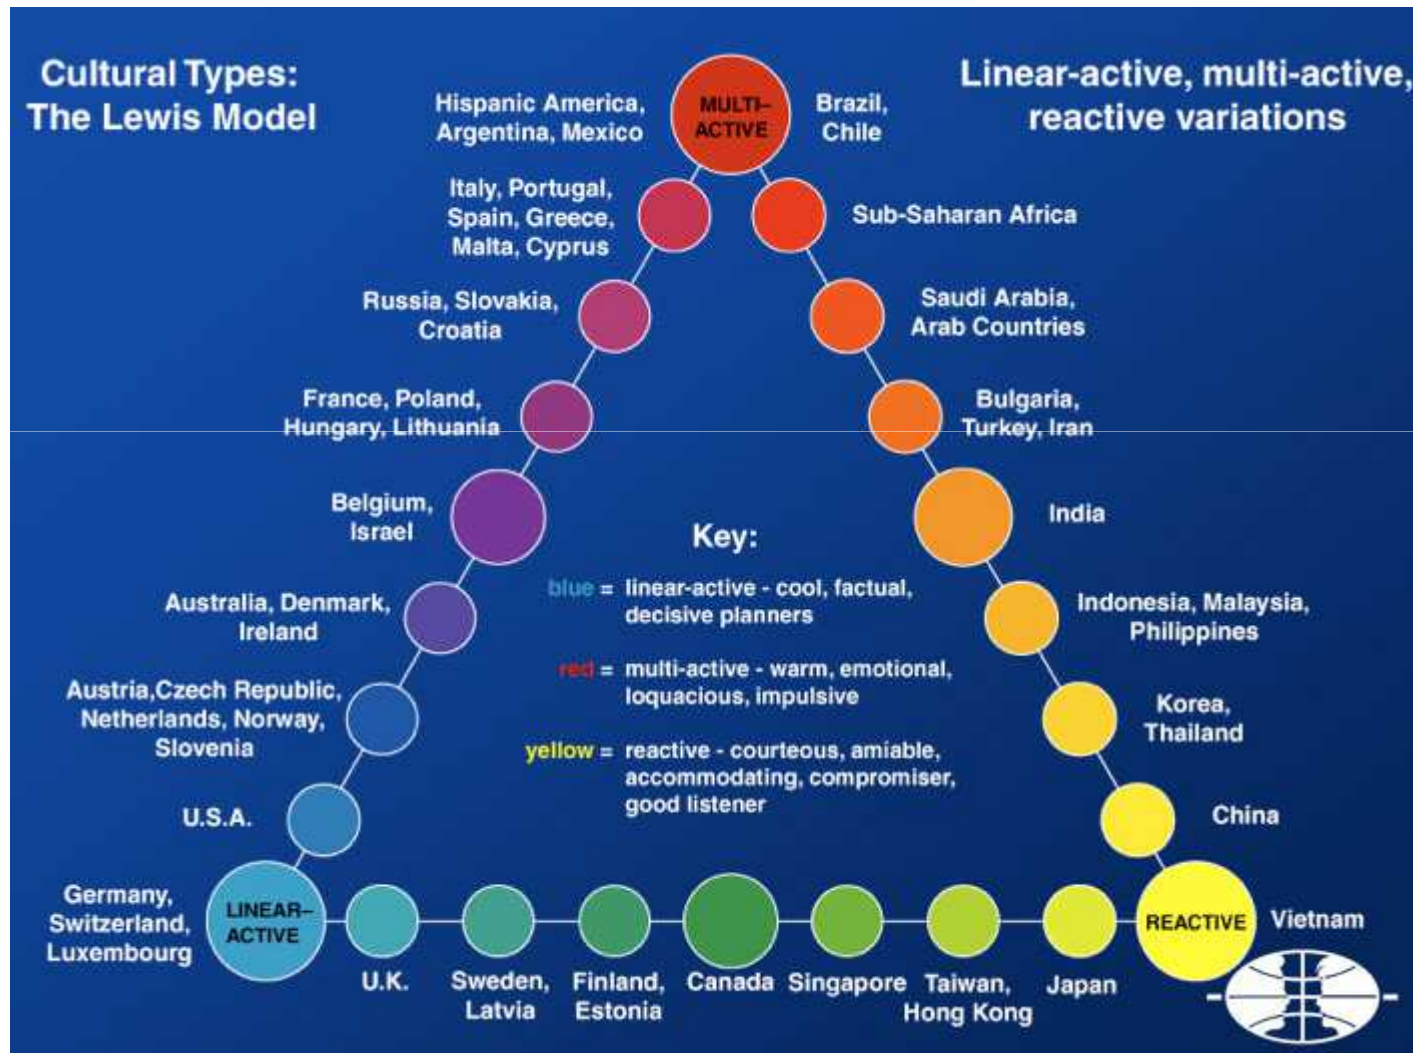 Cultural Types:
The Lewis Model
Linear-active, multi-active,
reactive variations
Hispanic America,
Argentina, Mexico
MULTI–
ACTIVE
Brazil,
Chile
Italy, Portugal,
Spain, Greece,
Malta, Cyprus
Sub-Saharan Africa
Russia, Slovakia,
Croatia
Saudi Arabia,
Arab Countries
France, Poland,
Hungary, Lithuania
Bulgaria,
Turkey, Iran
Belgium,
Israel
India
Key:
blue = linear-active - cool, factual,
decisive planners
red = multi-active - warm, emotional,
loquacious, impulsive
yellow = reactive - courteous, amiable,
accommodating, compromiser,
good listener
Australia, Denmark,
Ireland
Indonesia, Malaysia,
Philippines
Austria,Czech Republic,
Netherlands, Norway,
Slovenia
Korea,
Thailand
U.S.A.
China
Germany,
Switzerland,
Luxembourg
LINEAR–
ACTIVE
REACTIVE
Vietnam
U.K.
Sweden,
Latvia
Finland,
Estonia
Canada
Singapore
Taiwan,
Hong Kong
Japan